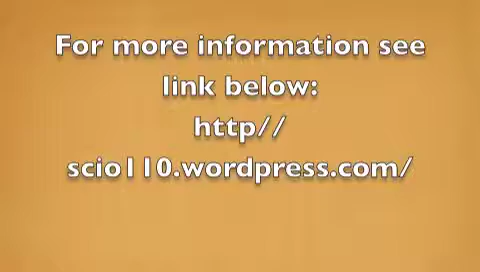 For more information see
link below:
http//
scio110.wordpress.com/